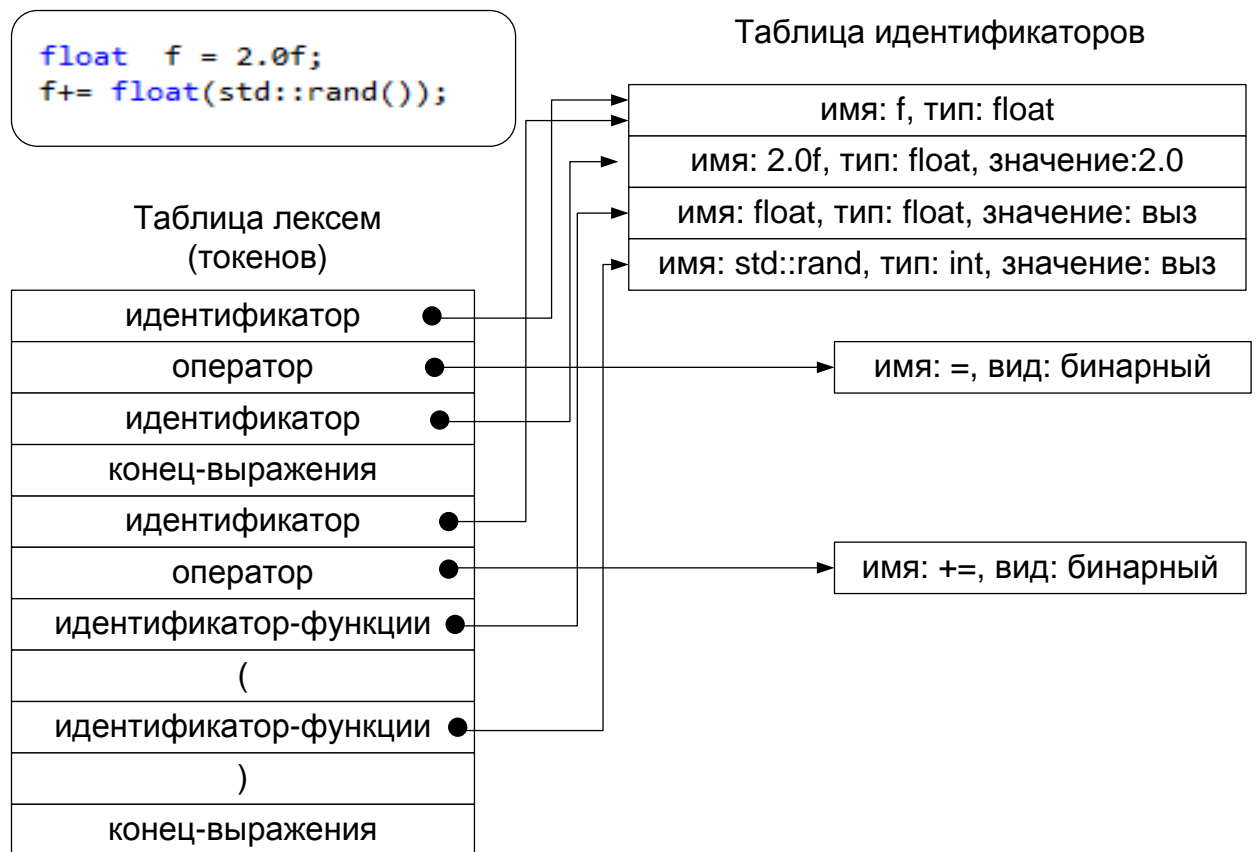 float  f = 2.0f;
f+= float(std::rand());
Таблица идентификаторов
имя: f, тип: float
имя: 2.0f, тип: float, значение:2.0
имя: float, тип: float, значение: выз
имя: std::rand, тип: int, значение: выз
Таблица лексем
(токенов)
идентификатор
оператор
имя: =, вид: бинарный
идентификатор
конец-выражения
идентификатор
оператор
имя: +=, вид: бинарный
идентификатор-функции
(
идентификатор-функции
)
конец-выражения